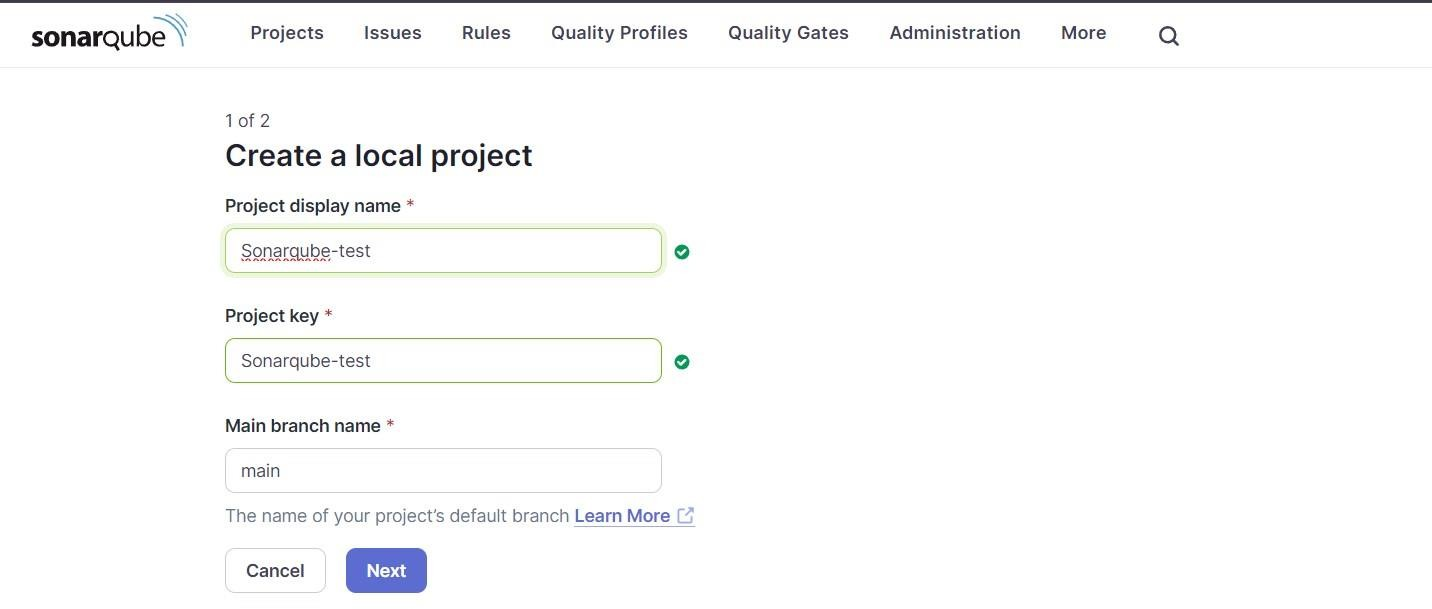 sonarqube Projects Issues Rules Quality Profiles Quality Gates Administration More
1 of 2
Create a local project
Project display name *
Sonarqube-test
Project key *
Sonarqube-test
Main branch name *
main
The name of your project's default branch Learn More
Cancel Next